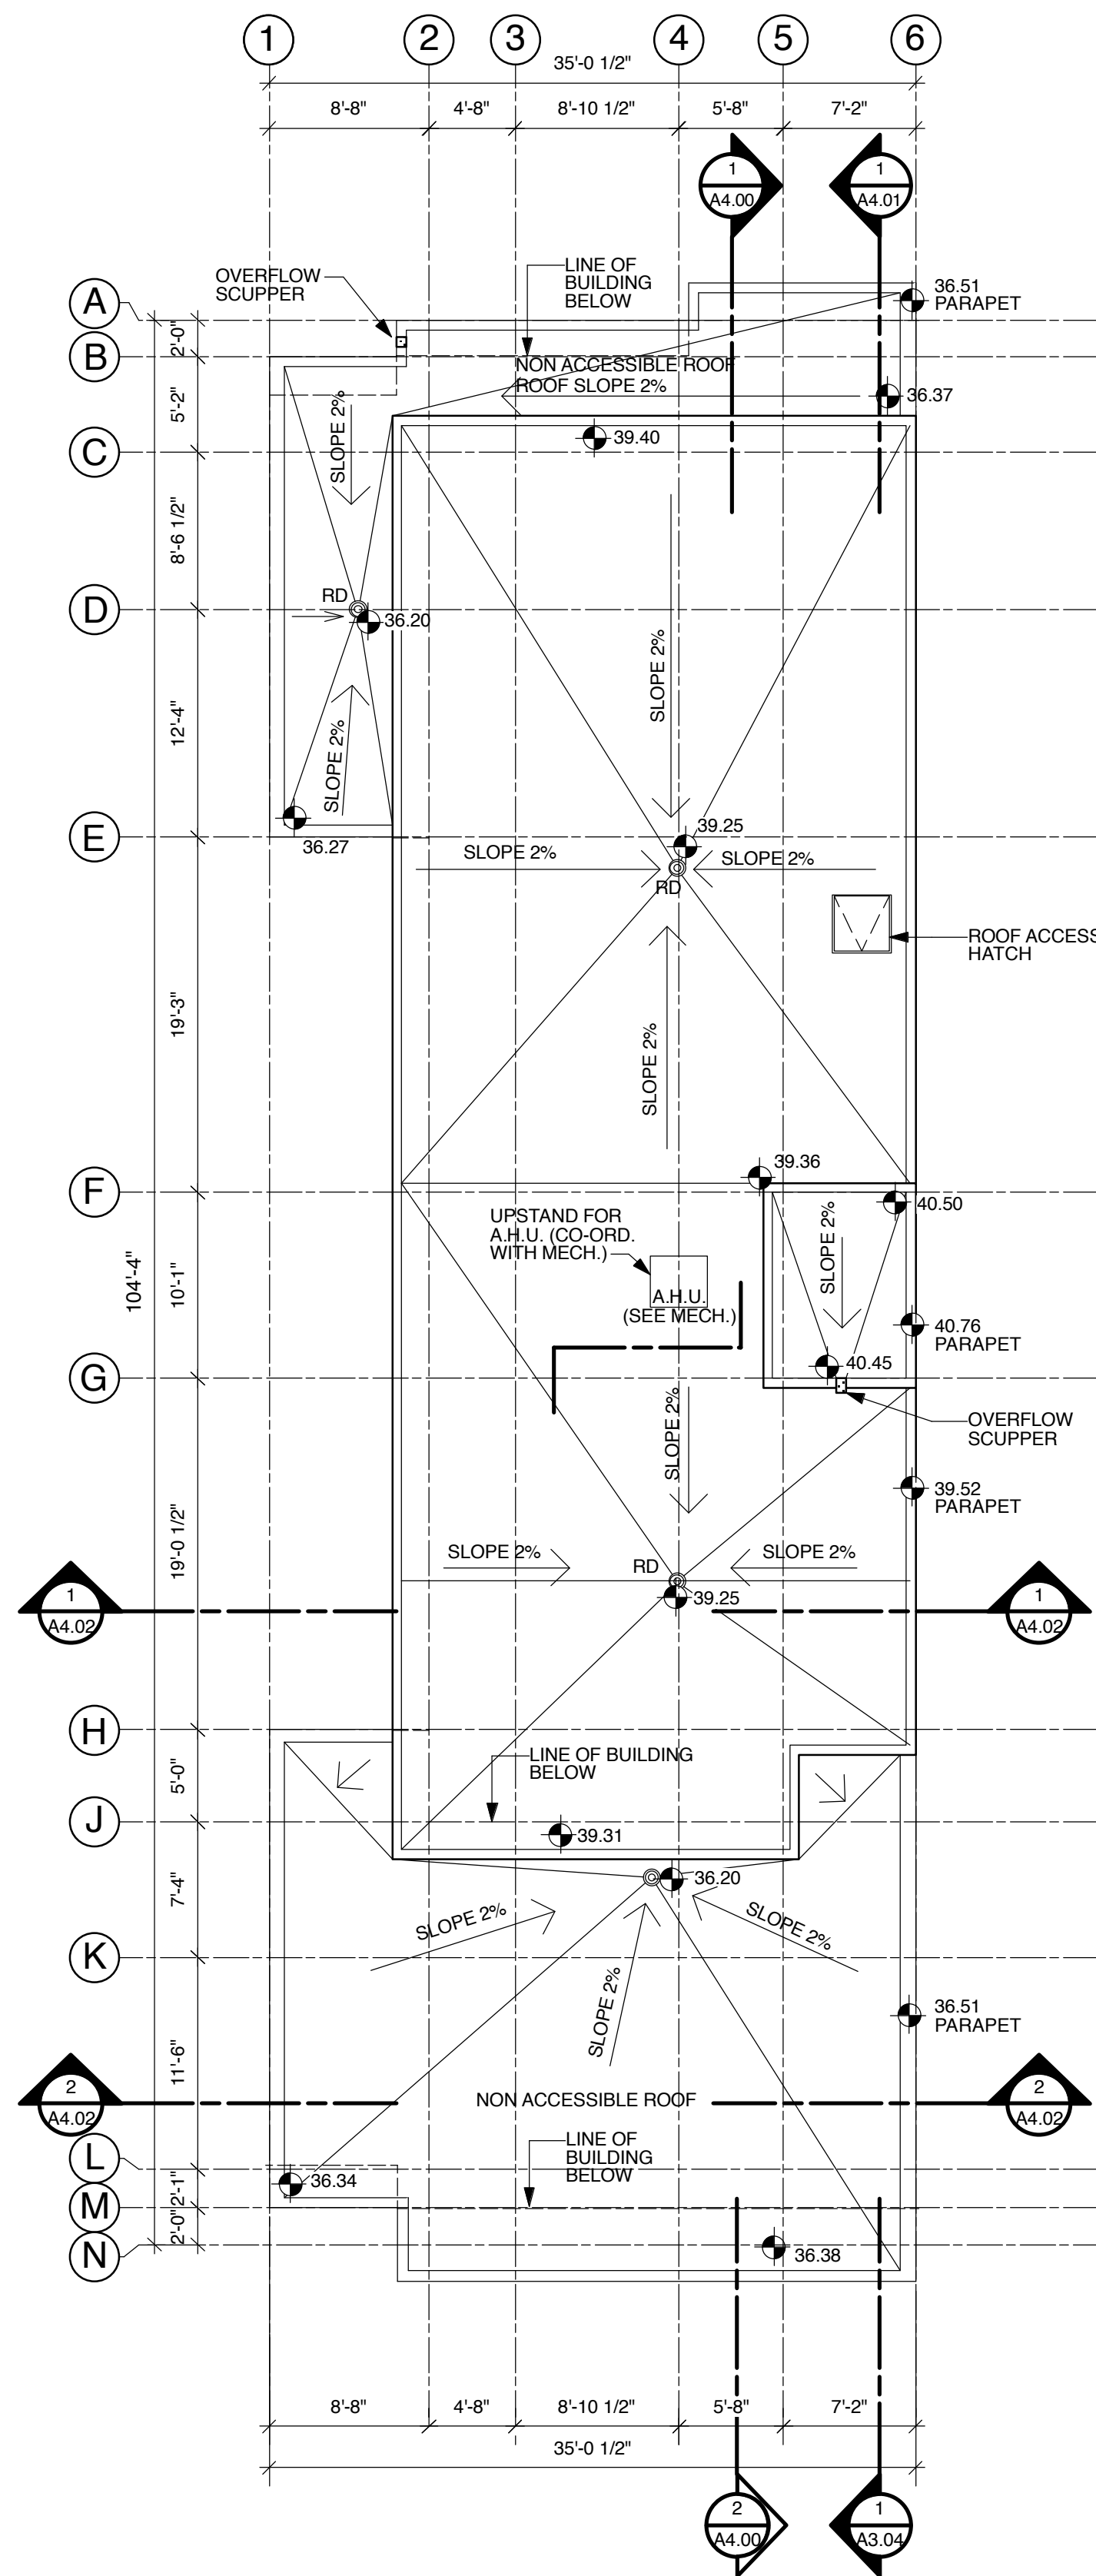 1
2
3
4
5
6
35'-0 1/2"
8'-8"
4'-8"
8'-10 1/2"
5'-8"
7'-2"
1
A4.00
1
A4.01
OVERFLOW
SCUPPER
LINE OF
BUILDING
BELOW
36.51
PARAPET
A
2'-0"
B
NON ACCESSIBLE ROOF
ROOF SLOPE 2%
36.37
5'-2"
SLOPE 2%
39.40
C
8'-6 1/2"
D
RD
36.20
SLOPE 2%
12'-4"
SLOPE 2%
39.25
E
36.27
SLOPE 2%
SLOPE 2%
RD
ROOF ACCESS
HATCH
19'-3"
SLOPE 2%
39.36
F
40.50
UPSTAND FOR
A.H.U. (CO-ORD.
WITH MECH.)
SLOPE 2%
104'-4"
10'-1"
A.H.U.
(SEE MECH.)
40.76
PARAPET
G
40.45
SLOPE 2%
OVERFLOW
SCUPPER
39.52
PARAPET
19'-0 1/2"
SLOPE 2%
RD
SLOPE 2%
39.25
1
A4.02
1
A4.02
H
LINE OF BUILDING
BELOW
5'-0"
J
39.31
36.20
7'-4"
SLOPE 2%
SLOPE 2%
K
36.51
PARAPET
SLOPE 2%
11'-6"
2
A4.02
NON ACCESSIBLE ROOF
2
A4.02
L
LINE OF
BUILDING
BELOW
36.34
2'-1"
M
2'-0"
N
36.38
8'-8"
4'-8"
8'-10 1/2"
5'-8"
7'-2"
35'-0 1/2"
2
A4.00
1
A3.04